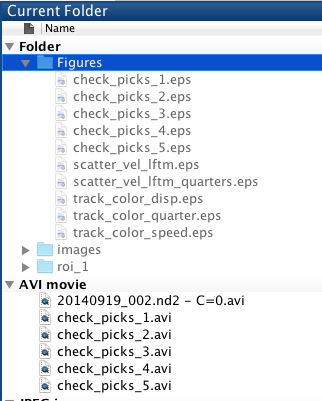 Current Folder
Name
Folder
Figures
check_picks_1.eps
check_picks_2.eps
check_picks_3.eps
check_picks_4.eps
check_picks_5.eps
scatter_vel_lftm.eps
scatter_vel_lftm_quarters.eps
track_color_disp.eps
track_color_quarter.eps
track_color_speed.eps
images
roi_1
AVI movie
20140919_002.nd2 - C=0.avi
check_picks_1.avi
check_picks_2.avi
check_picks_3.avi
check_picks_4.avi
check_picks_5.avi